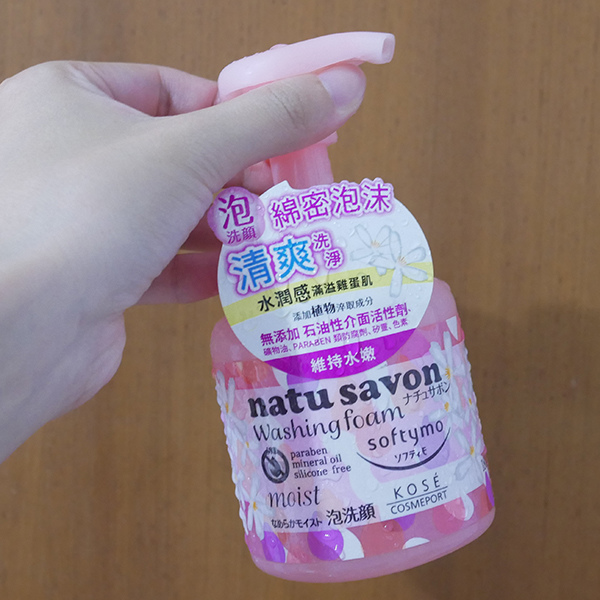 泡
洗顔
綿密泡沫
清爽洗淨
水潤感滿溢雞蛋肌
添加植物淬取成分
無添加 石油性介面活性劑、
礦物油、PARABEN 類防腐劑、矽靈、色素
維持水嫩
natu savon
ナチュサボン
Washing foam
softymo
ソフティモ
paraben
mineral oil
silicone free
moist
KOSÉ
COSMEPORT
なめらかモイスト 泡洗顔